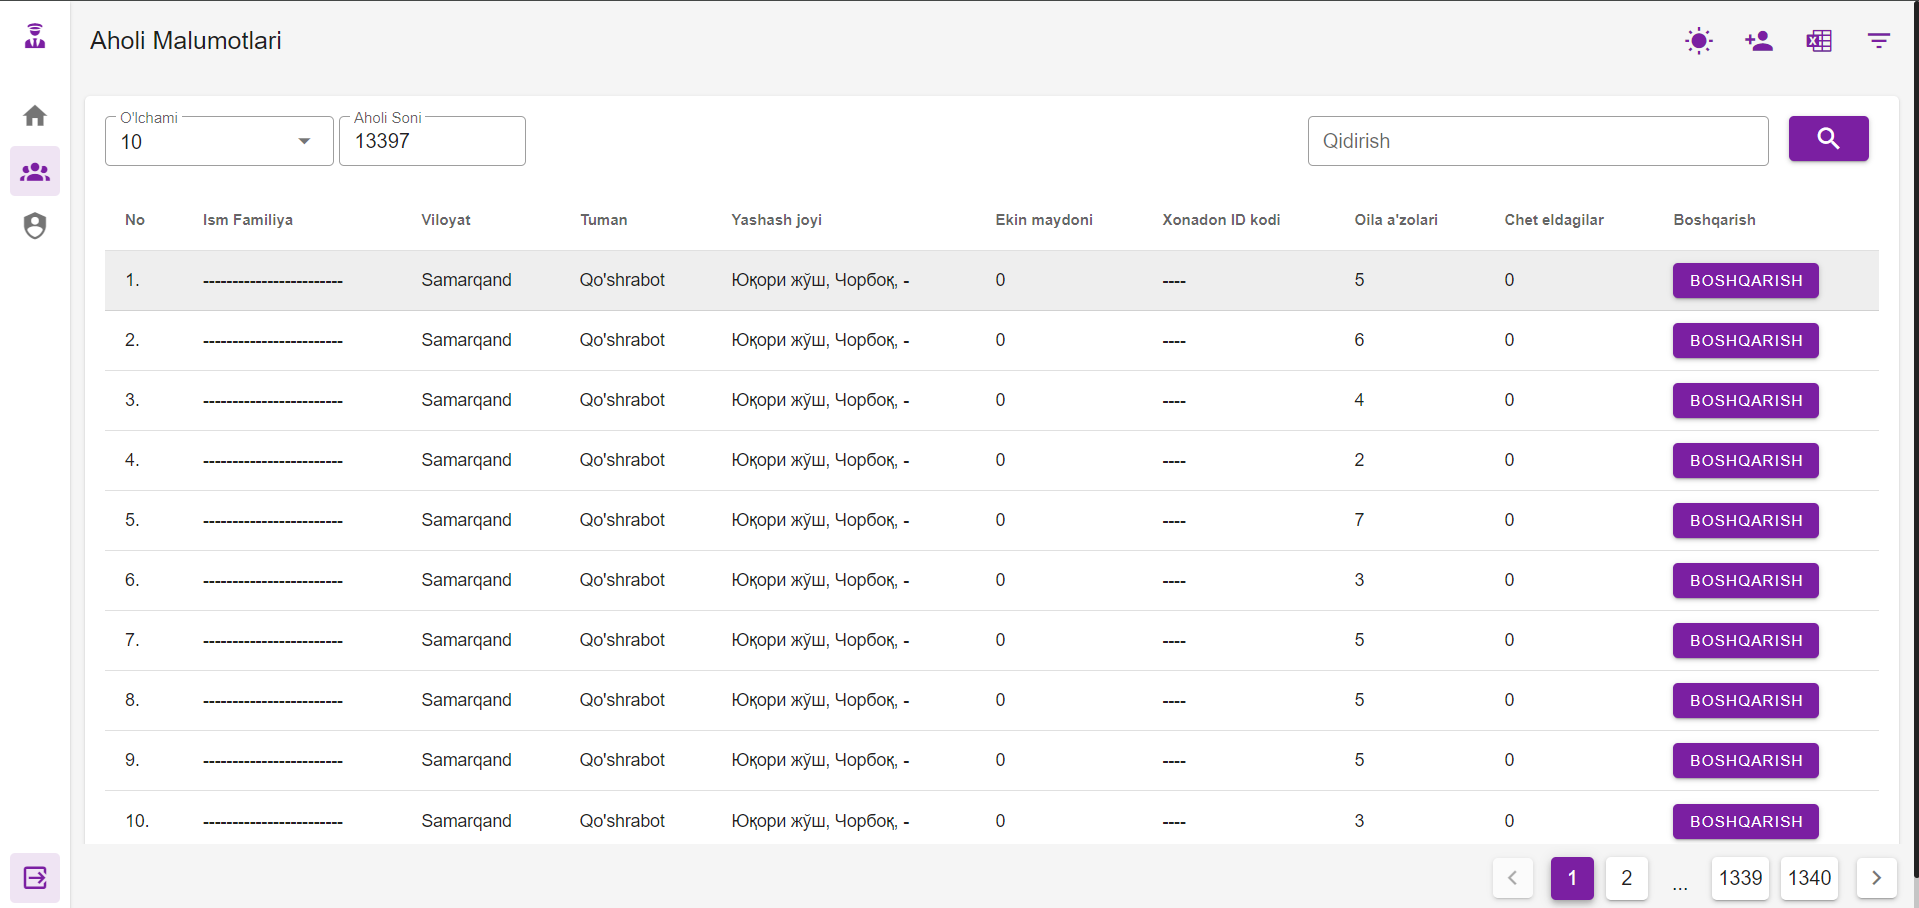 Aholi Malumotlari
O'lchami Aholi Soni
10 13397 Qidirish
No Ism Familiya Viloyat Tuman Yashash joyi Ekin maydoni Xonadon ID kodi Oila a'zolari Chet eldagilar Boshqarish
1. ------------------------ Samarqand Qo'shrabot Юқори жўш, Чорбоқ, - 0 ---- 5 0 BOSHQARISH
2. ------------------------ Samarqand Qo'shrabot Юқори жўш, Чорбоқ, - 0 ---- 6 0 BOSHQARISH
3. ------------------------ Samarqand Qo'shrabot Юқори жўш, Чорбоқ, - 0 ---- 4 0 BOSHQARISH
4. ------------------------ Samarqand Qo'shrabot Юқори жўш, Чорбоқ, - 0 ---- 2 0 BOSHQARISH
5. ------------------------ Samarqand Qo'shrabot Юқори жўш, Чорбоқ, - 0 ---- 7 0 BOSHQARISH
6. ------------------------ Samarqand Qo'shrabot Юқори жўш, Чорбоқ, - 0 ---- 3 0 BOSHQARISH
7. ------------------------ Samarqand Qo'shrabot Юқори жўш, Чорбоқ, - 0 ---- 5 0 BOSHQARISH
8. ------------------------ Samarqand Qo'shrabot Юқори жўш, Чорбоқ, - 0 ---- 5 0 BOSHQARISH
9. ------------------------ Samarqand Qo'shrabot Юқори жўш, Чорбоқ, - 0 ---- 5 0 BOSHQARISH
10. ------------------------ Samarqand Qo'shrabot Юқори жўш, Чорбоқ, - 0 ---- 3 0 BOSHQARISH
1 2 ... 1339 1340